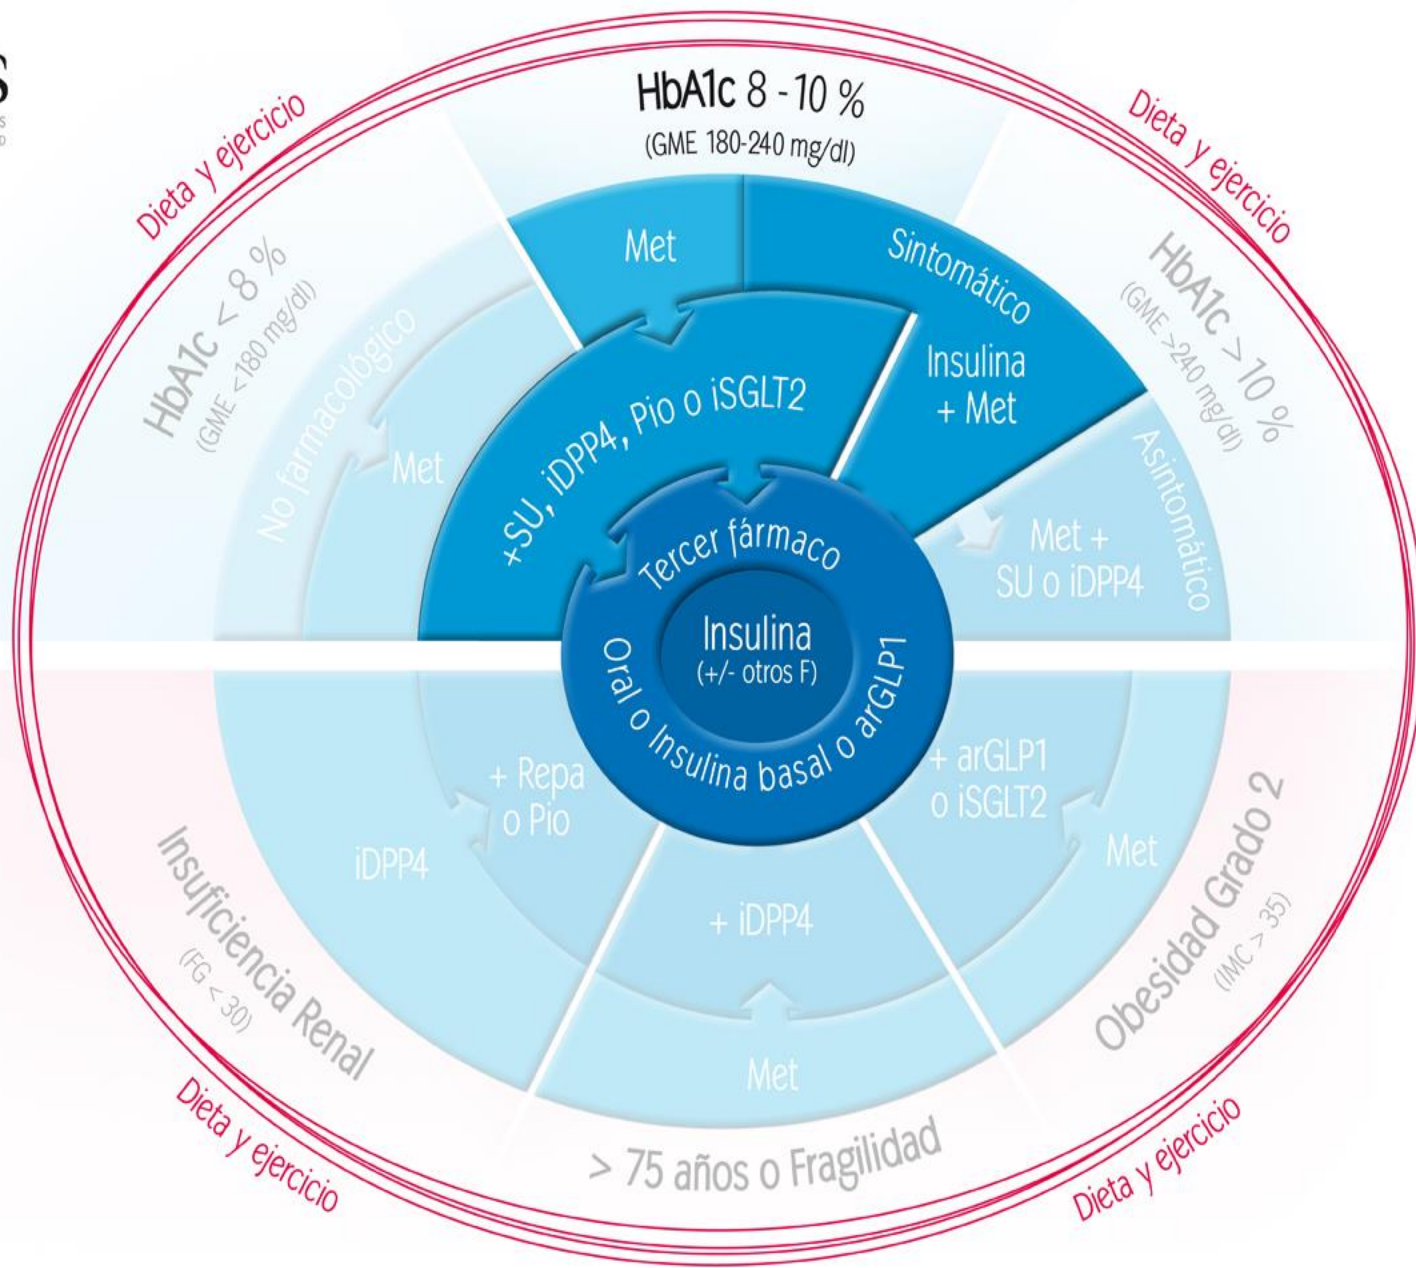 S
S
D
HbA1c 8 - 10 %
(GME 180-240 mg/dl)
Dieta y ejercicio
Dieta y ejercicio
HbA1c < 8 %
(GME <180 mg/dl)
HbA1c > 10 %
(GME >240 mg/dl)
No farmacológico
Met
Met
Sintomático
Insulina
+ Met
+SU, iDPP4, Pio o iSGLT2
Asintomático
Met +
SU o iDPP4
Tercer fármaco
Insulina
(+/- otros F)
Oral o Insulina basal o arGLP1
+ Repa
o Pio
iDPP4
Insuficiencia Renal
(FG < 30)
+ iDPP4
Met
> 75 años o Fragilidad
+ arGLP1
o iSGLT2
Met
Obesidad Grado 2
(IMC > 35)
Dieta y ejercicio
Dieta y ejercicio